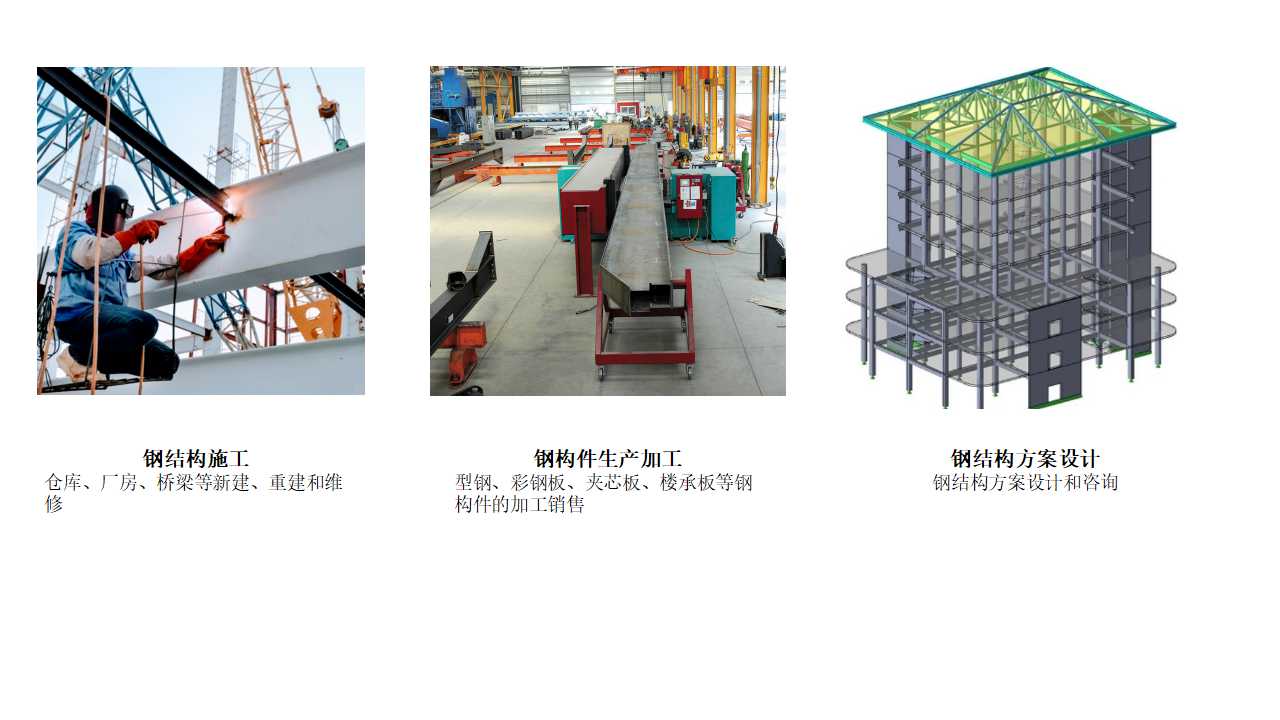 钢结构施工
仓库、厂房、桥梁等新建、重建和维
修
钢构件生产加工
型钢、彩钢板、夹芯板、楼承板等钢
构件的加工销售
钢结构方案设计
钢结构方案设计和咨询